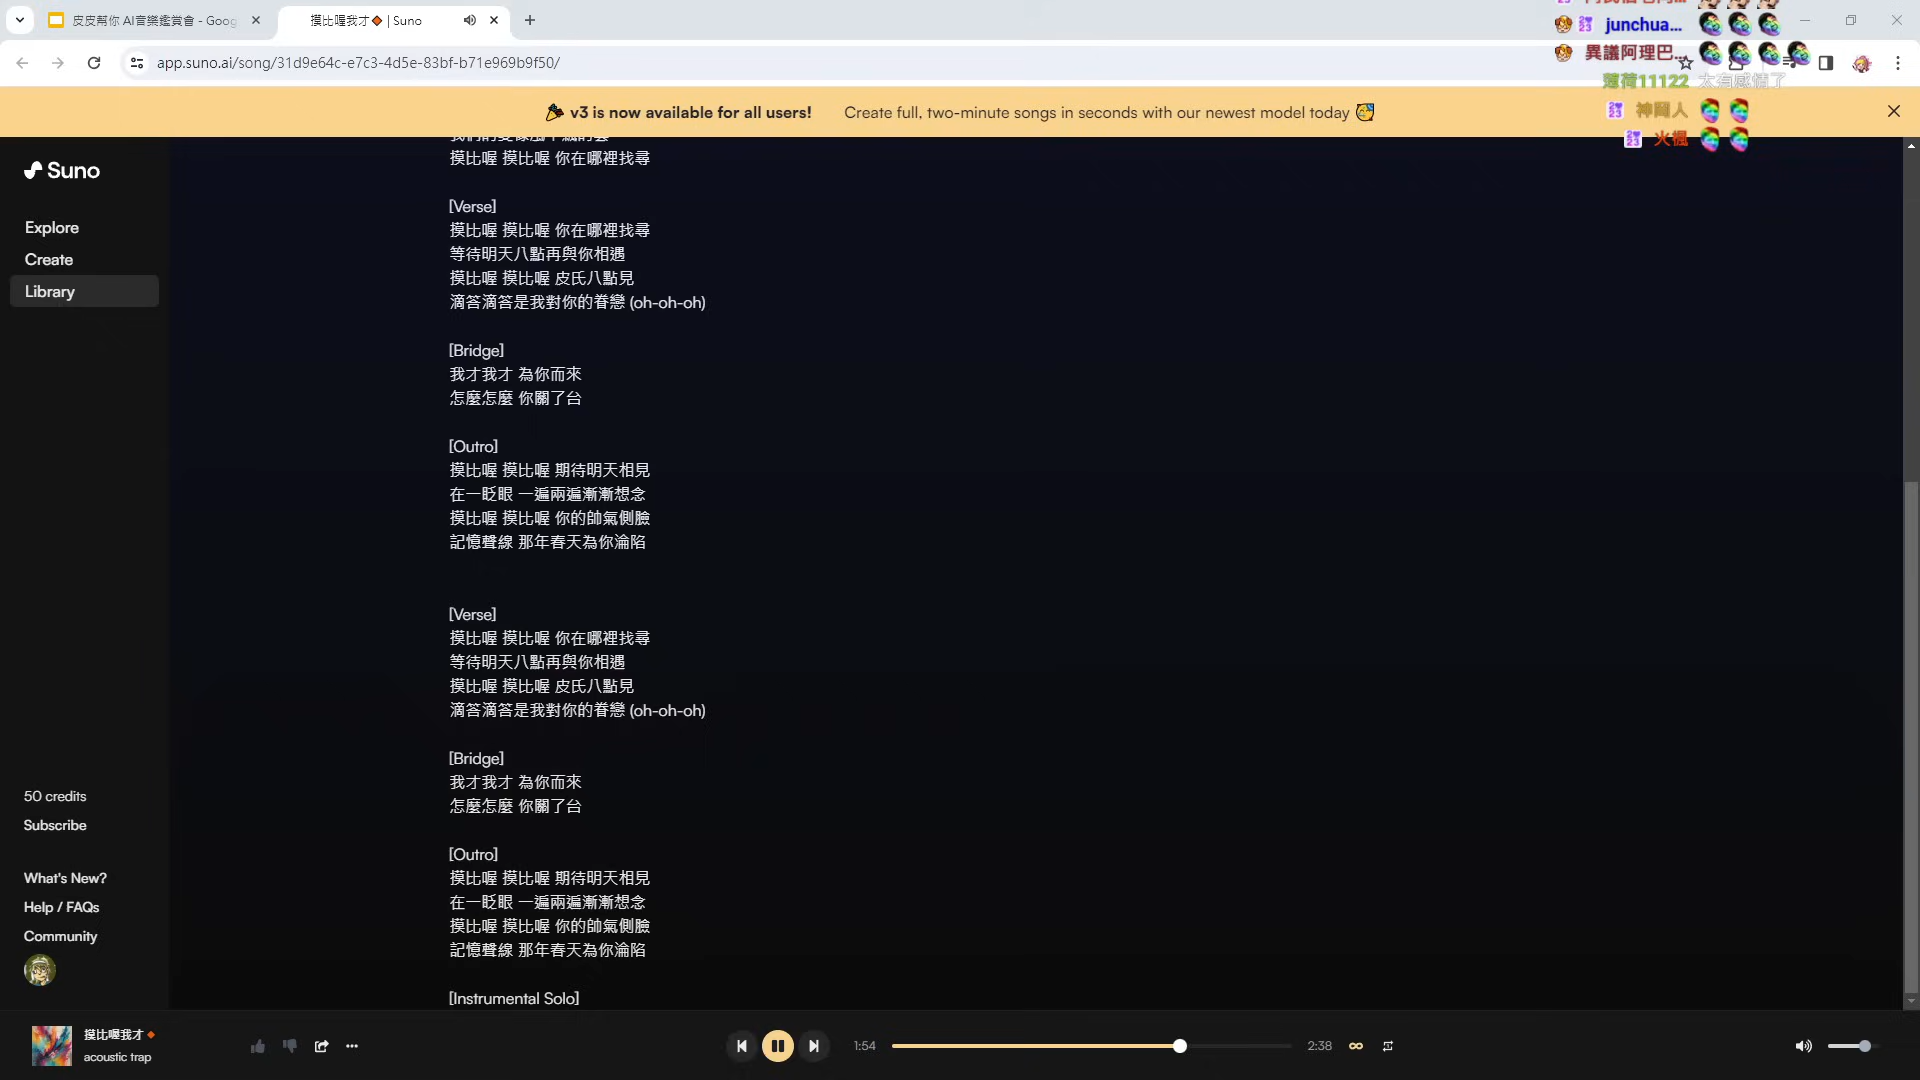 皮皮幫你 AI音樂鑑賞會 - Goog
摸比喔我才🔸 | Suno
app.suno.ai/song/31d9e64c-e7c3-4d5e-83bf-b71e969b9f50/
junchua...
異議阿理巴...
薄荷11122 太有感情了
神鬪人
火楓
v3 is now available for all users! Create full, two-minute songs in seconds with our newest model today
Suno
Explore
Create
Library
摸比喔 摸比喔 你在哪裡找尋
[Verse]
摸比喔 摸比喔 你在哪裡找尋
等待明天八點再與你相遇
摸比喔 摸比喔 皮氏八點見
滴答滴答是我對你的眷戀 (oh-oh-oh)
[Bridge]
我才我才 為你而來
怎麼怎麼 你關了台
[Outro]
摸比喔 摸比喔 期待明天相見
在一眨眼 一遍兩遍漸漸想念
摸比喔 摸比喔 你的帥氣側臉
記憶聲線 那年春天為你淪陷
[Verse]
摸比喔 摸比喔 你在哪裡找尋
等待明天八點再與你相遇
摸比喔 摸比喔 皮氏八點見
滴答滴答是我對你的眷戀 (oh-oh-oh)
[Bridge]
我才我才 為你而來
怎麼怎麼 你關了台
[Outro]
摸比喔 摸比喔 期待明天相見
在一眨眼 一遍兩遍漸漸想念
摸比喔 摸比喔 你的帥氣側臉
記憶聲線 那年春天為你淪陷
[Instrumental Solo]
50 credits
Subscribe
What's New?
Help / FAQs
Community
摸比喔我才🔸
acoustic trap
1:54
2:38